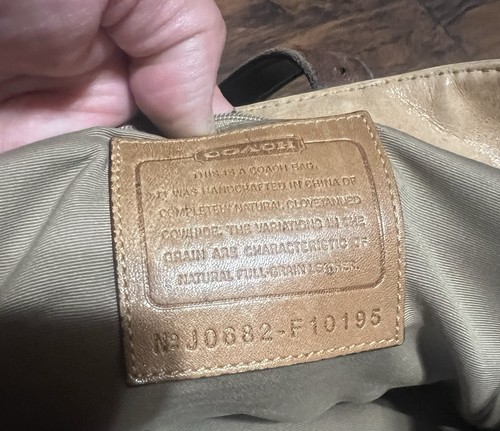 COACH
THIS IS A COACH BAG.
IT WAS HANDCRAFTED IN CHINA OF
COMPLETELY NATURAL GLOVETANNED
COWHIDE. THE VARIATIONS IN THE
GRAIN ARE CHARACTERISTIC OF
NATURAL FULL-GRAIN LEATHER.
No J0682-F10195